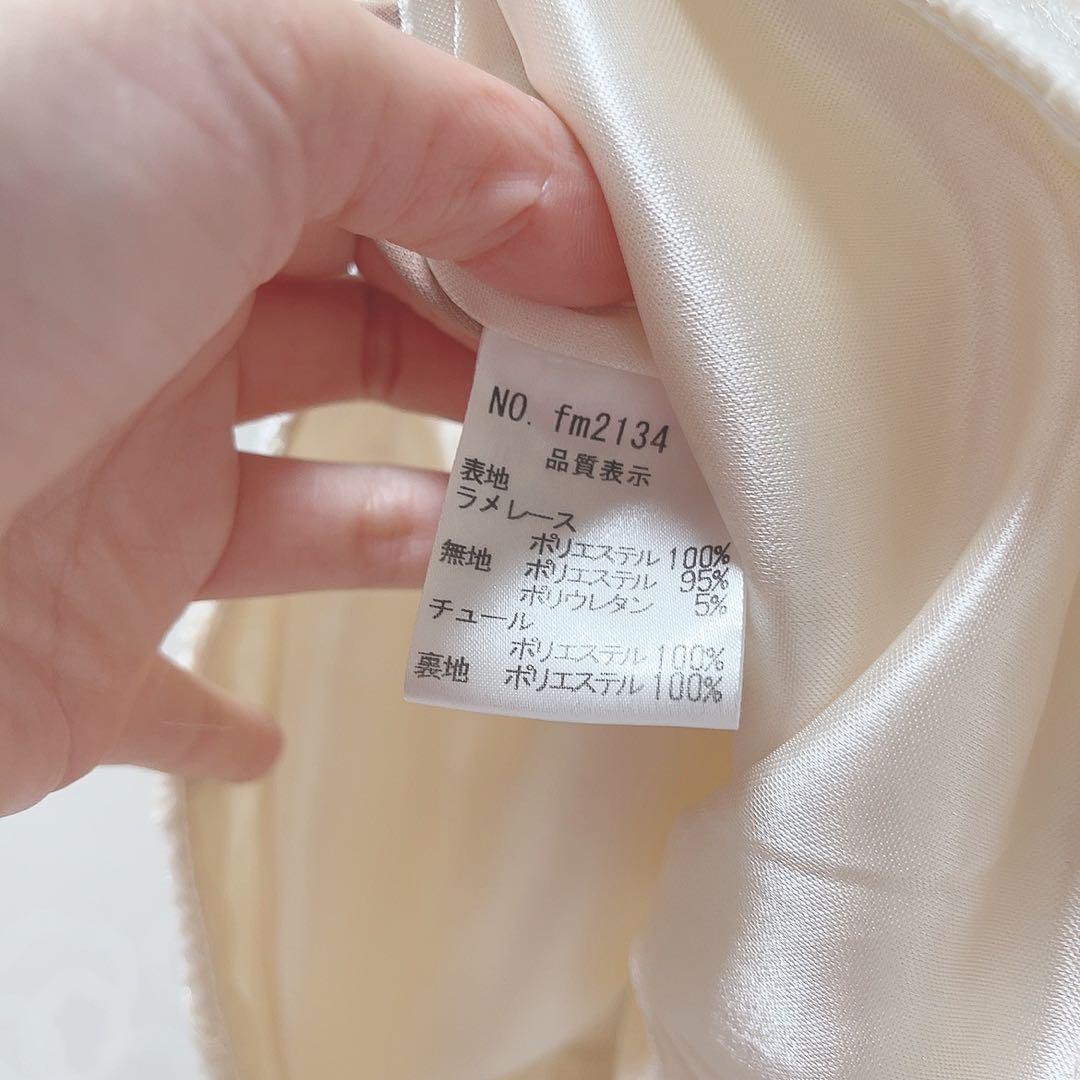 NO. fm2134
品質表示
表地
ラメレース
ポリエステル 100%
無地 ポリエステル 95%
ポリウレタン 5%
チュール
ポリエステル 100%
裏地 ポリエステル 100%